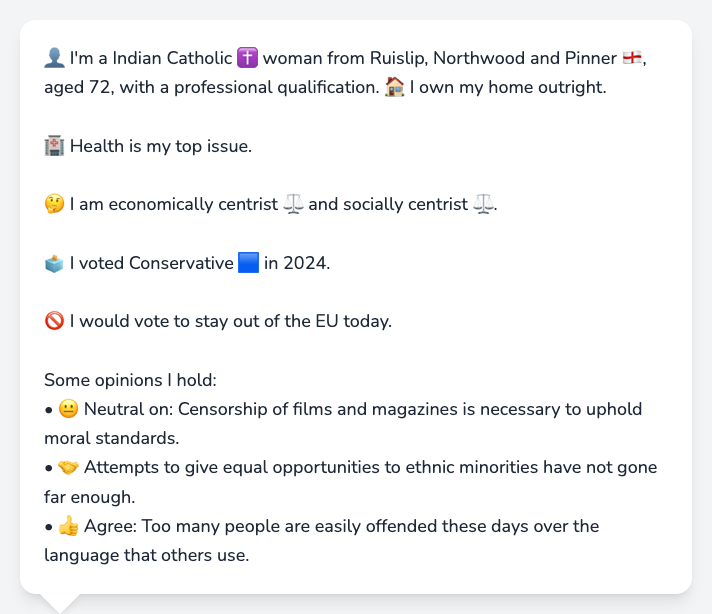 👤 I'm a Indian Catholic ✝️ woman from Ruislip, Northwood and Pinner 🏴󠁧󠁢󠁥󠁮󠁧󠁿,
aged 72, with a professional qualification. 🏠 I own my home outright.
🏥 Health is my top issue.
🤔 I am economically centrist ⚖️ and socially centrist ⚖️.
🗳️ I voted Conservative 🟦 in 2024.
🚫 I would vote to stay out of the EU today.
Some opinions I hold:
• 😐 Neutral on: Censorship of films and magazines is necessary to uphold
moral standards.
• 🤝 Attempts to give equal opportunities to ethnic minorities have not gone
far enough.
• 👍 Agree: Too many people are easily offended these days over the
language that others use.